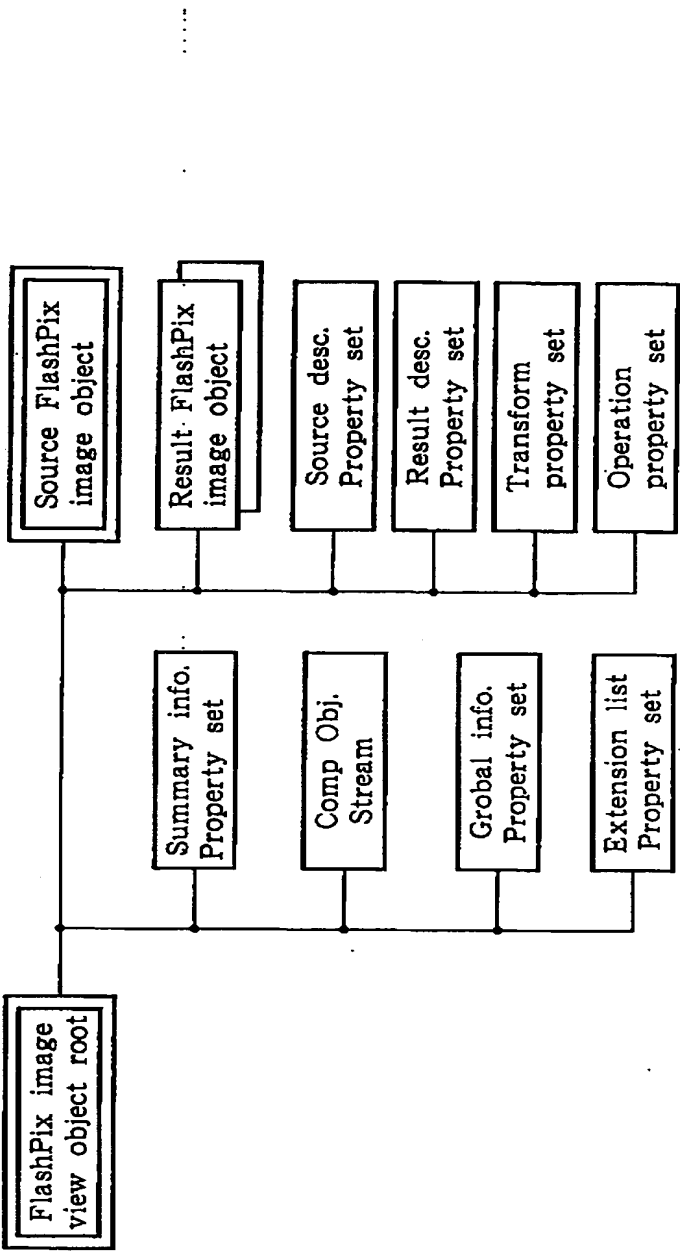 FlashPix image
view object root
Summary info.
Property set
Comp Obj.
Stream
Grobal info.
Property set
Extension list
Property set
Source FlashPix
image object
Result FlashPix
image object
Source desc.
Property set
Result desc.
Property set
Transform
property set
Operation
property set